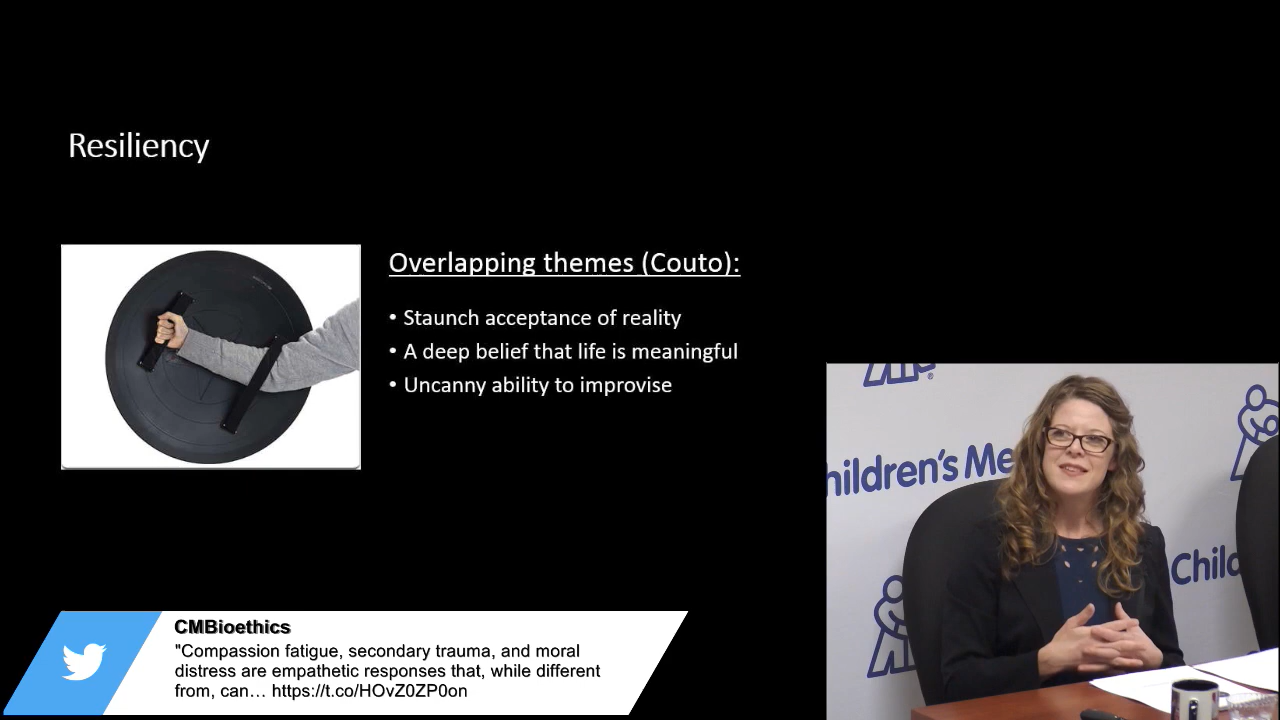 Resiliency
Overlapping themes (Couto):
• Staunch acceptance of reality
• A deep belief that life is meaningful
• Uncanny ability to improvise
hildren's Me
Chil
CMBioethics
"Compassion fatigue, secondary trauma, and moral
distress are empathetic responses that, while different
from, can… https://t.co/HOvZ0ZP0on